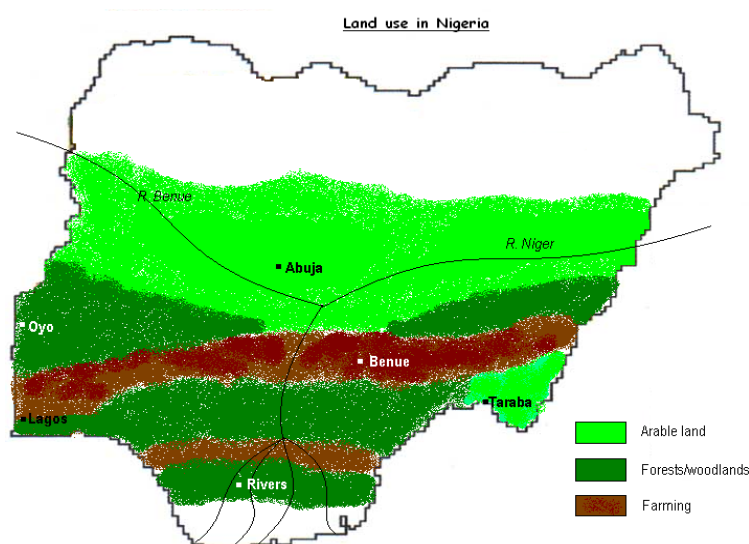 Land use in Nigeria
R. Benue
R. Niger
Abuja
Oyo
Benue
Taraba
Lagos
Arable land
Forests/woodlands
Rivers
Farming